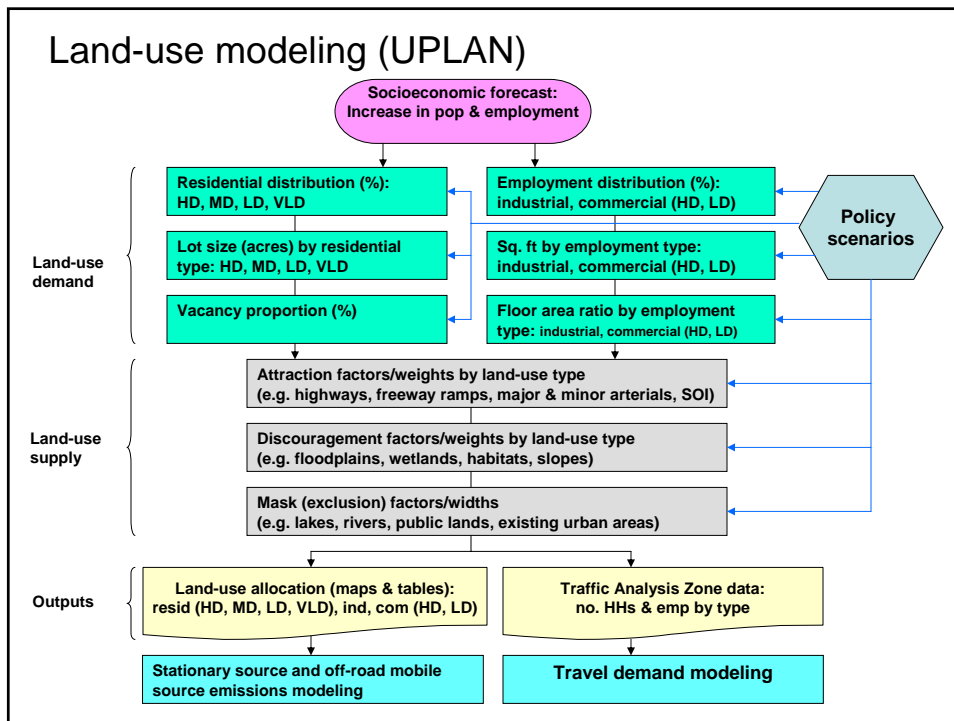 Land-use modeling (UPLAN)
Socioeconomic forecast:
Increase in pop & employment
Residential distribution (%):
HD, MD, LD, VLD
Employment distribution (%):
industrial, commercial (HD, LD)
Policy
scenarios
Land-use
demand
Lot size (acres) by residential
type: HD, MD, LD, VLD
Sq. ft by employment type:
industrial, commercial (HD, LD)
Vacancy proportion (%)
Floor area ratio by employment
type: industrial, commercial (HD, LD)
Land-use
supply
Attraction factors/weights by land-use type
(e.g. highways, freeway ramps, major & minor arterials, SOI)
Discouragement factors/weights by land-use type
(e.g. floodplains, wetlands, habitats, slopes)
Mask (exclusion) factors/widths
(e.g. lakes, rivers, public lands, existing urban areas)
Outputs
Land-use allocation (maps & tables):
resid (HD, MD, LD, VLD), ind, com (HD, LD)
Traffic Analysis Zone data:
no. HHs & emp by type
Stationary source and off-road mobile
source emissions modeling
Travel demand modeling